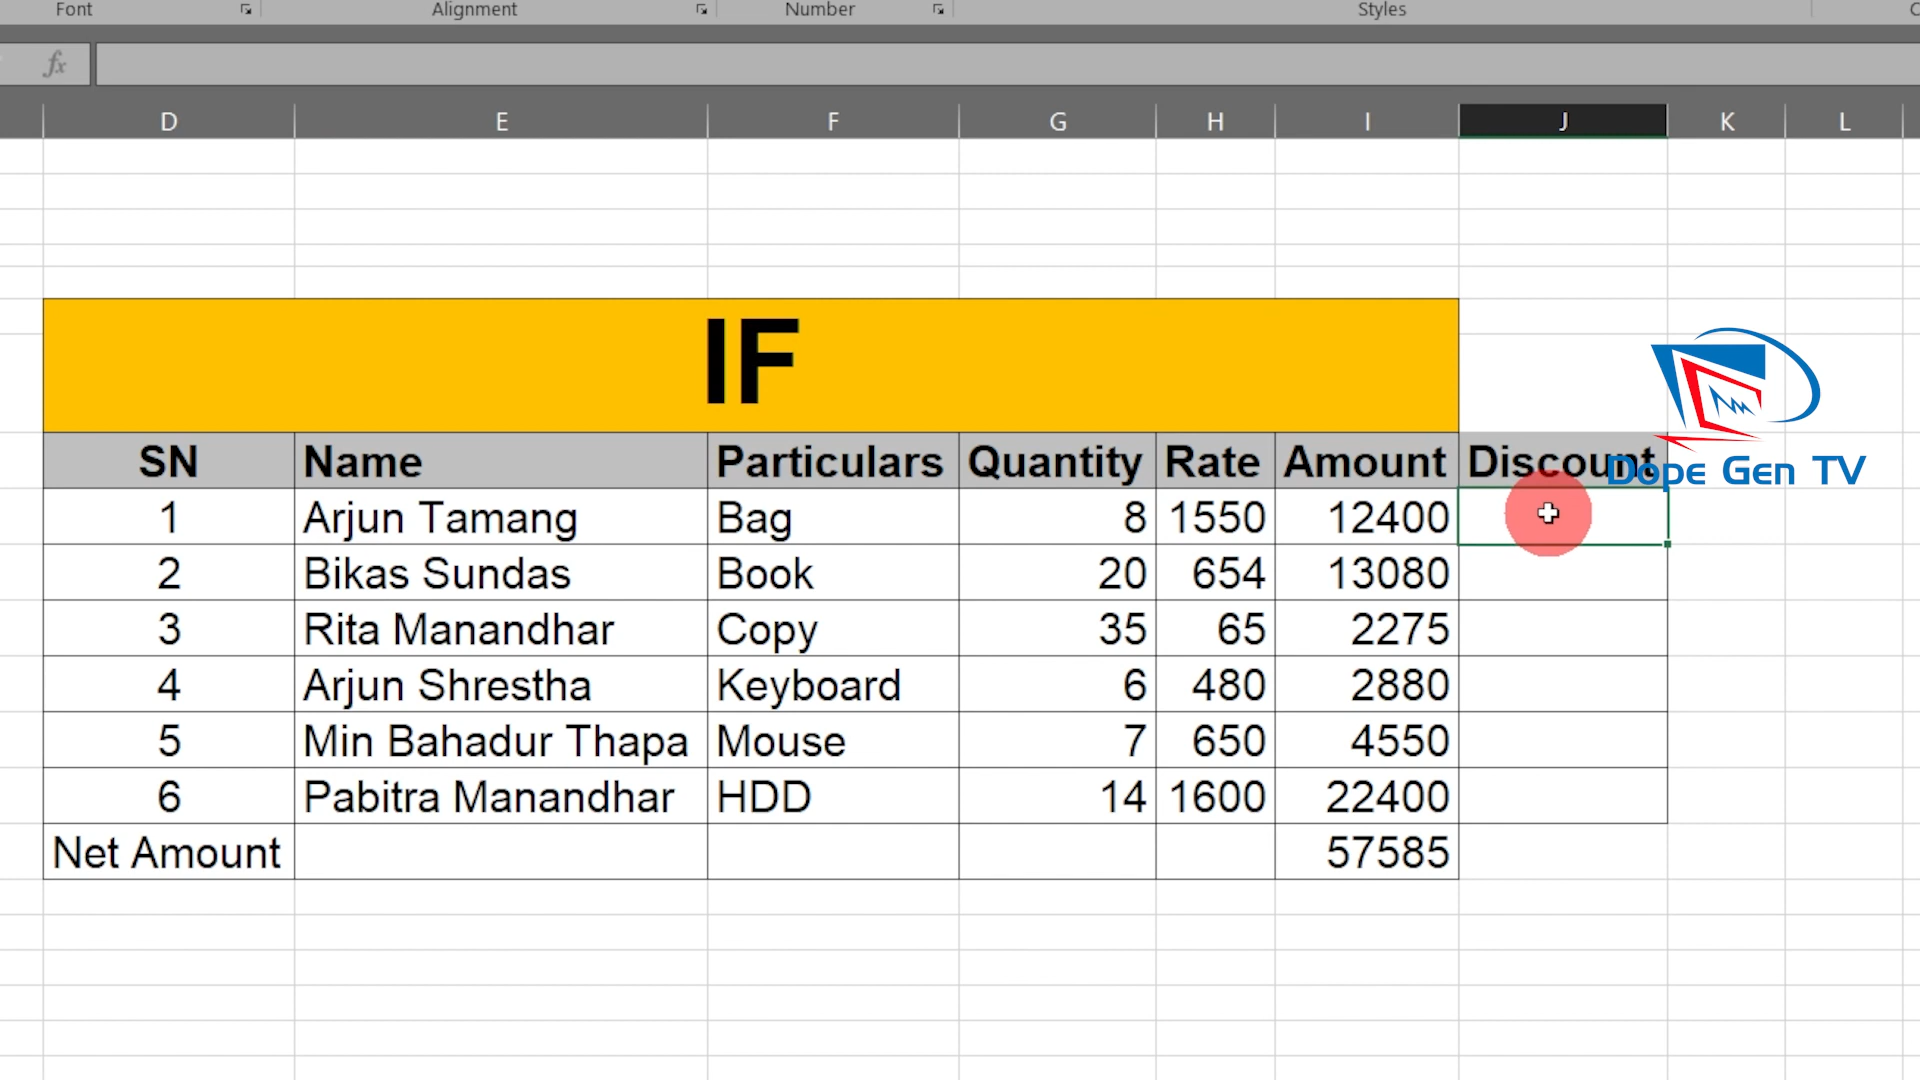 Font Alignment Number Styles
fx
D E F G H I J K L
IF
SN Name Particulars Quantity Rate Amount Discount
Dope Gen TV
1 Arjun Tamang Bag 8 1550 12400
2 Bikas Sundas Book 20 654 13080
3 Rita Manandhar Copy 35 65 2275
4 Arjun Shrestha Keyboard 6 480 2880
5 Min Bahadur Thapa Mouse 7 650 4550
6 Pabitra Manandhar HDD 14 1600 22400
Net Amount 57585